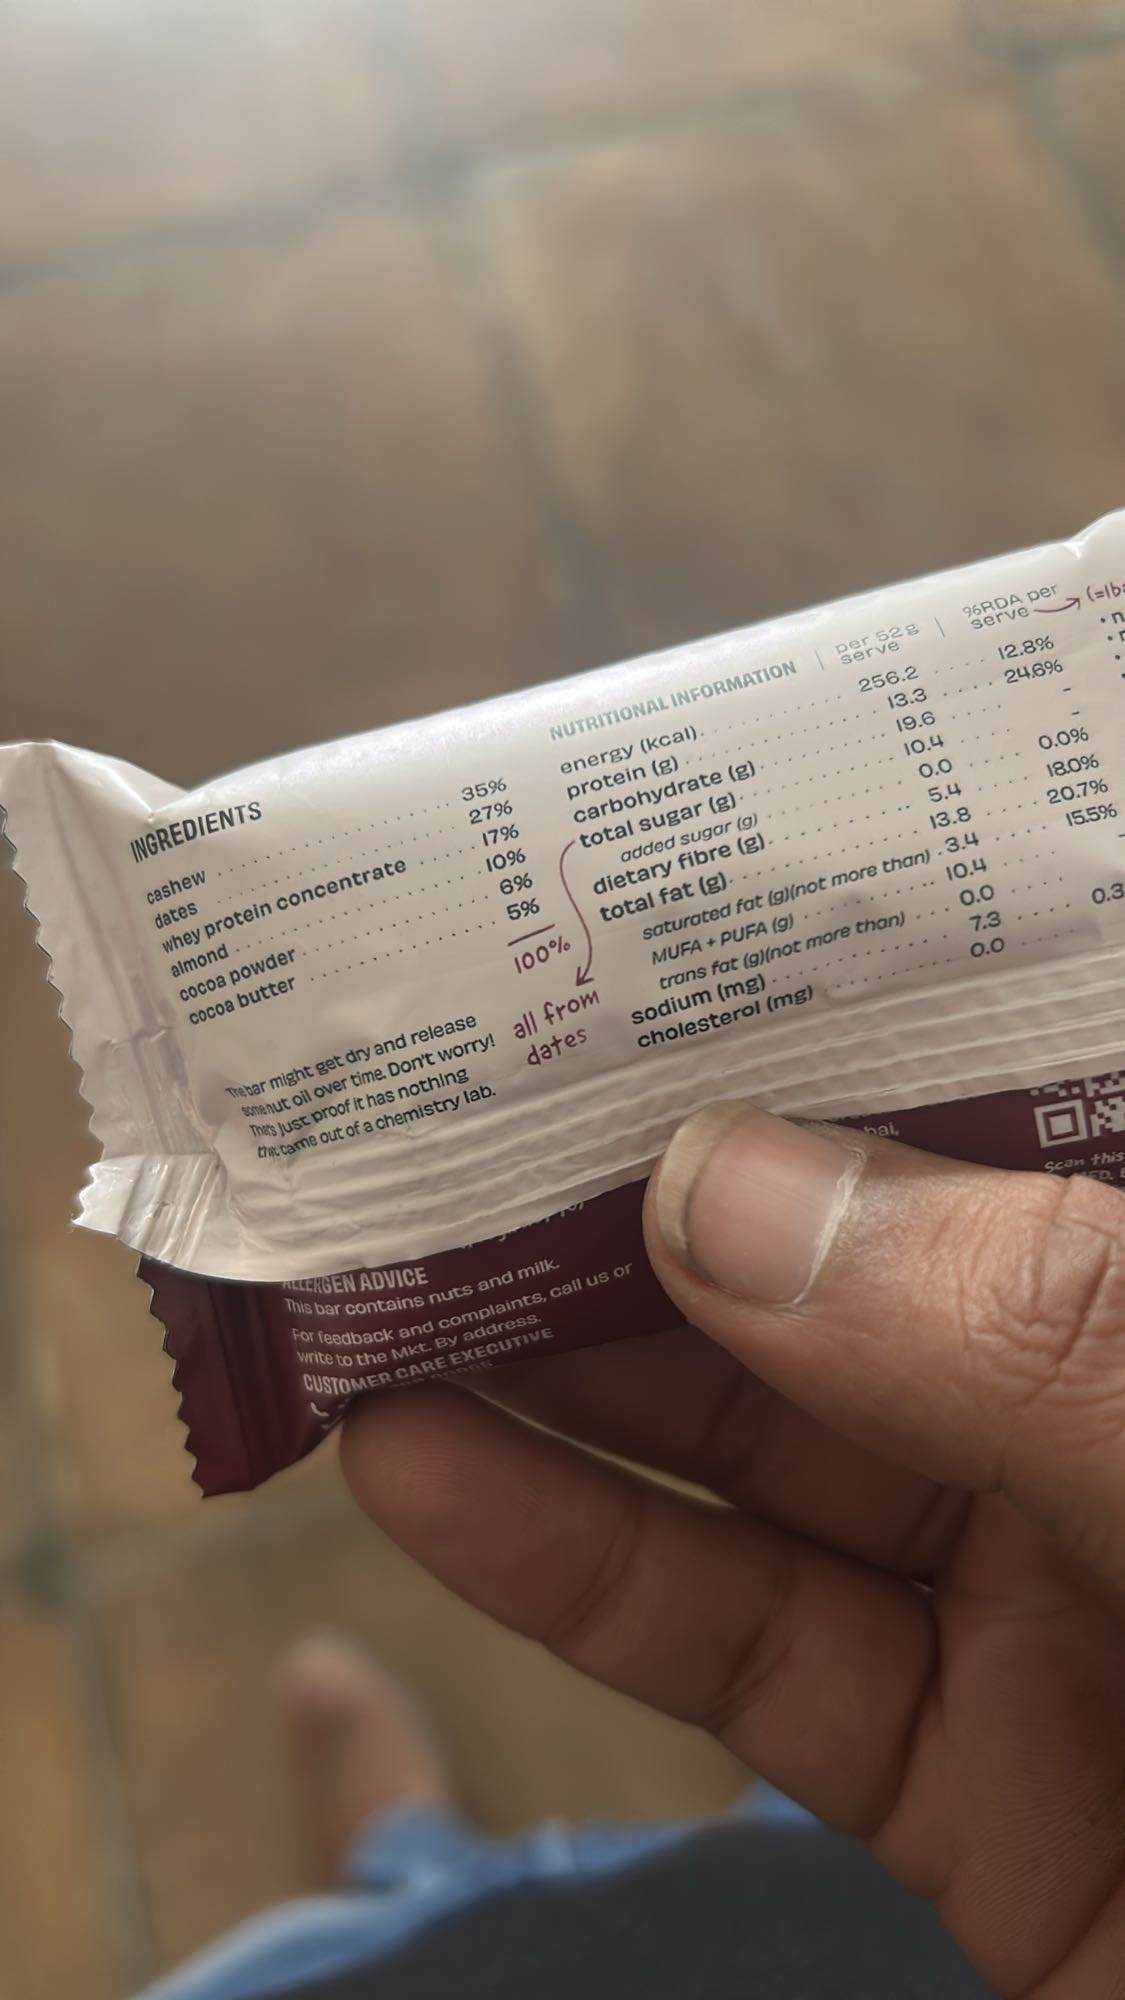 INGREDIENTS
cashew 35%
dates 27%
whey protein concentrate 17%
almond 10%
cocoa powder 6%
cocoa butter 5%
100%
all from
dates
The bar might get dry and release
some nut oil over time. Don't worry!
That's just proof it has nothing
that came out of a chemistry lab.
NUTRITIONAL INFORMATION | per 52g serve | %RDA per serve
energy (kcal) 256.2 12.8%
protein (g) 13.3 24.6%
carbohydrate (g) 19.6 -
total sugar (g) 10.4 -
added sugar (g) 0.0 0.0%
dietary fibre (g) 5.4 18.0%
total fat (g) 13.8 20.7%
saturated fat (g)(not more than) 3.4 15.5%
MUFA + PUFA (g) 10.4
trans fat (g)(not more than) 0.0
sodium (mg) 7.3 0.3
cholesterol (mg) 0.0
ALLERGEN ADVICE
This bar contains nuts and milk.
For feedback and complaints, call us or
write to the Mkt. By address.
CUSTOMER CARE EXECUTIVE
Scan this